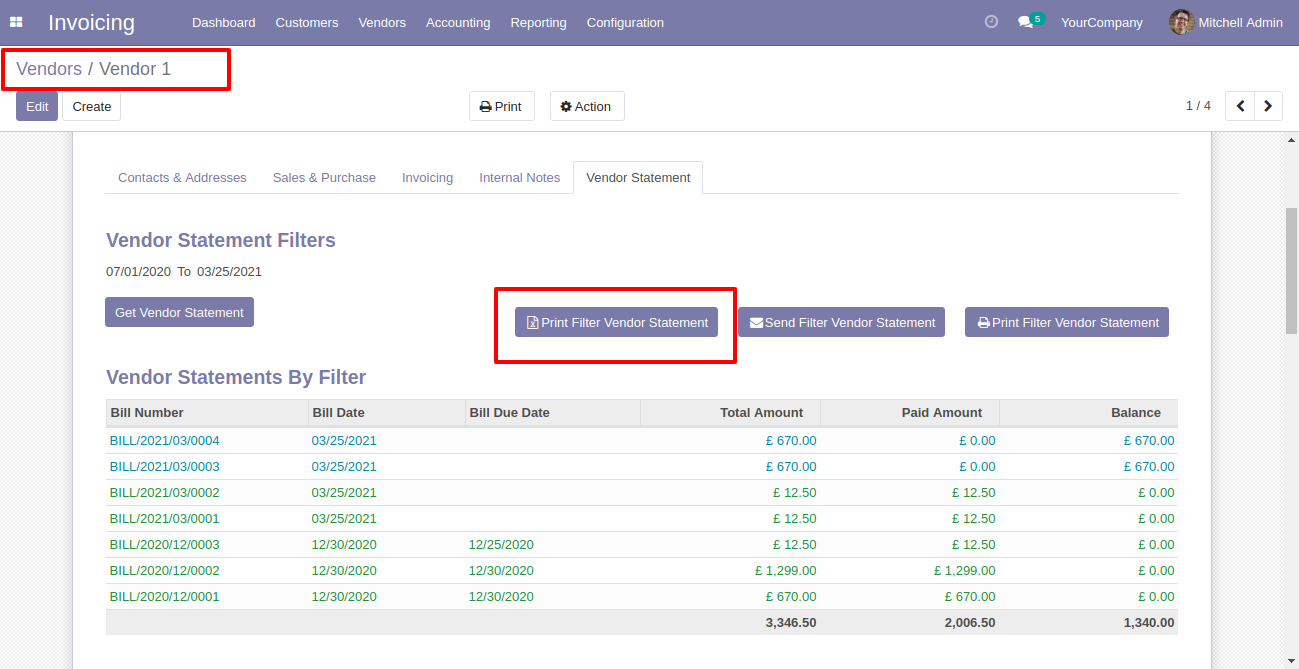 Invoicing Dashboard Customers Vendors Accounting Reporting Configuration 5 YourCompany Mitchell Admin
Vendors / Vendor 1
Edit Create Print Action 1 / 4
Contacts & Addresses Sales & Purchase Invoicing Internal Notes Vendor Statement
Vendor Statement Filters
07/01/2020 To 03/25/2021
Get Vendor Statement Print Filter Vendor Statement Send Filter Vendor Statement Print Filter Vendor Statement
Vendor Statements By Filter
Bill Number Bill Date Bill Due Date Total Amount Paid Amount Balance
BILL/2021/03/0004 03/25/2021 £ 670.00 £ 0.00 £ 670.00
BILL/2021/03/0003 03/25/2021 £ 670.00 £ 0.00 £ 670.00
BILL/2021/03/0002 03/25/2021 £ 12.50 £ 12.50 £ 0.00
BILL/2021/03/0001 03/25/2021 £ 12.50 £ 12.50 £ 0.00
BILL/2020/12/0003 12/30/2020 12/25/2020 £ 12.50 £ 12.50 £ 0.00
BILL/2020/12/0002 12/30/2020 12/30/2020 £ 1,299.00 £ 1,299.00 £ 0.00
BILL/2020/12/0001 12/30/2020 12/30/2020 £ 670.00 £ 670.00 £ 0.00
3,346.50 2,006.50 1,340.00